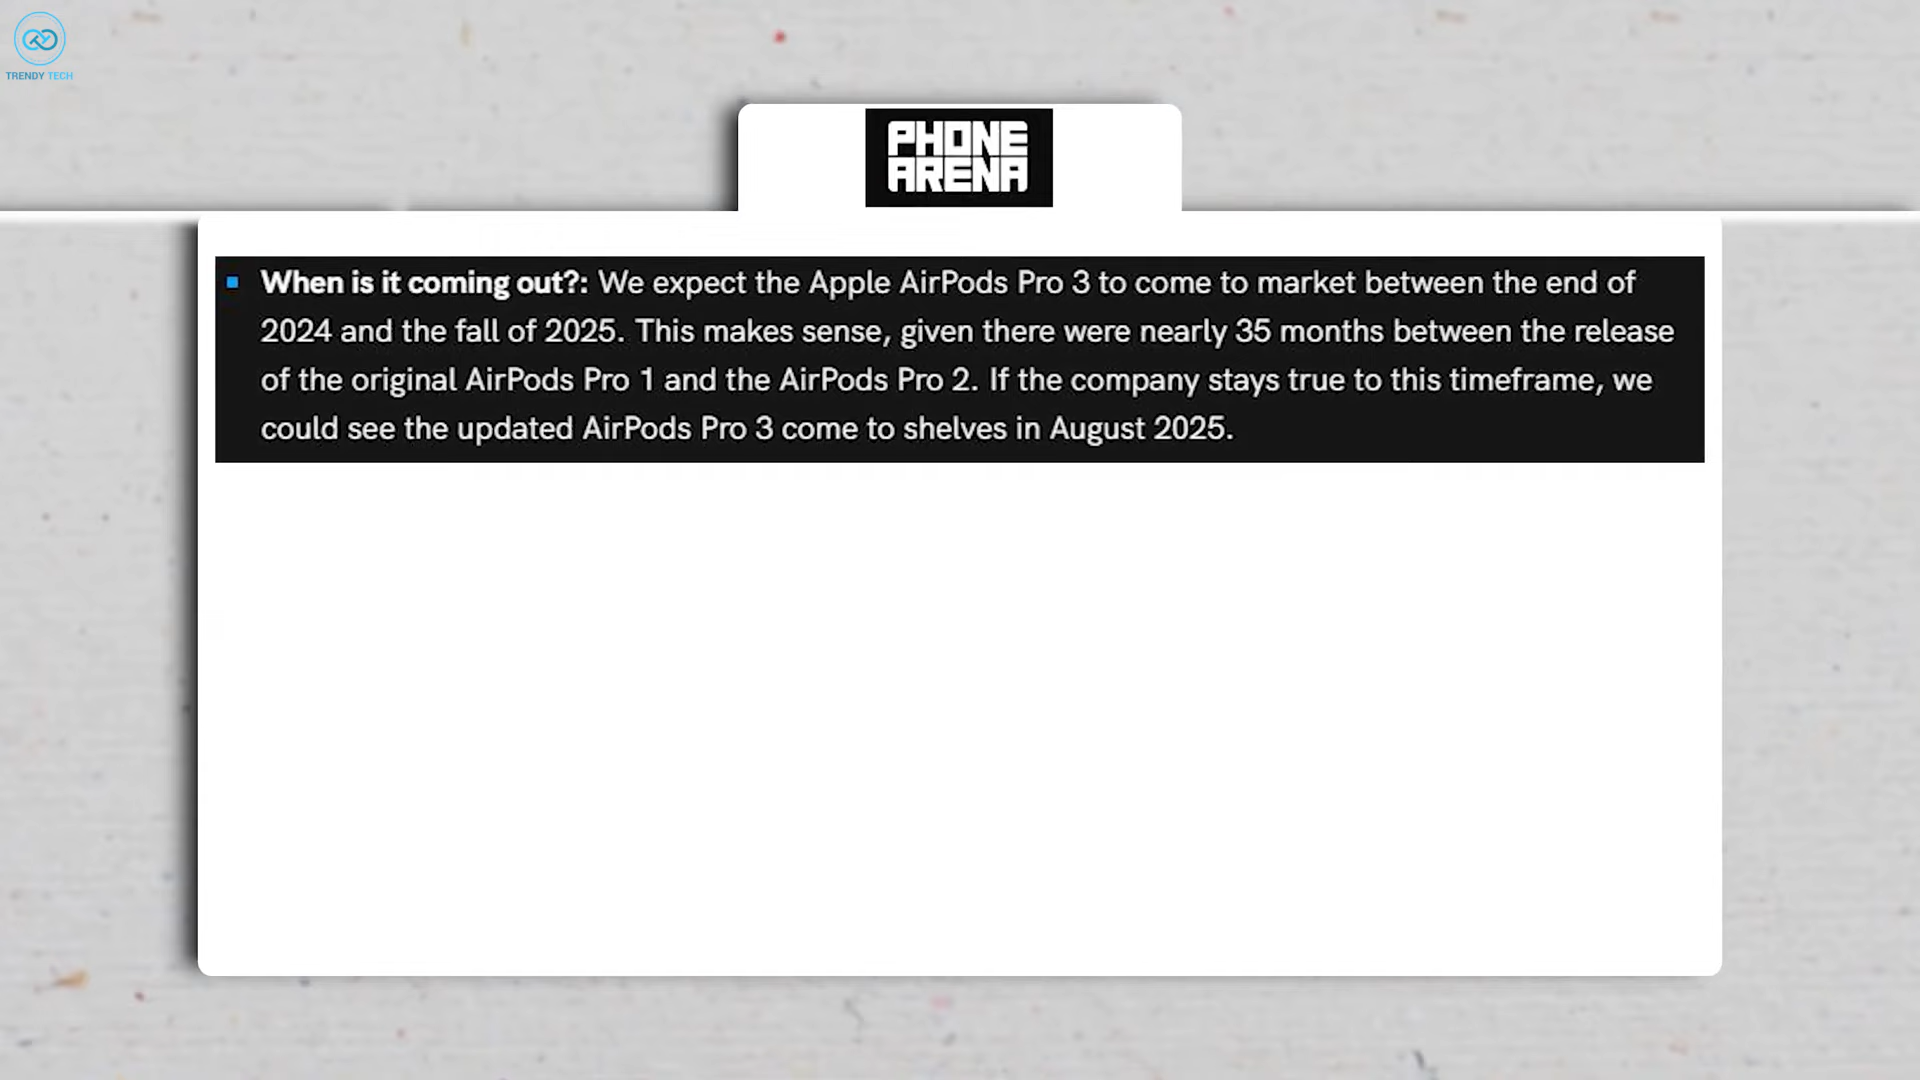 TRENDY TECH
PHONE
ARENA
When is it coming out?: We expect the Apple AirPods Pro 3 to come to market between the end of
2024 and the fall of 2025. This makes sense, given there were nearly 35 months between the release
of the original AirPods Pro 1 and the AirPods Pro 2. If the company stays true to this timeframe, we
could see the updated AirPods Pro 3 come to shelves in August 2025.